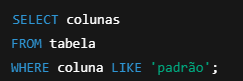 SELECT colunas
FROM tabela
WHERE coluna LIKE 'padrão';